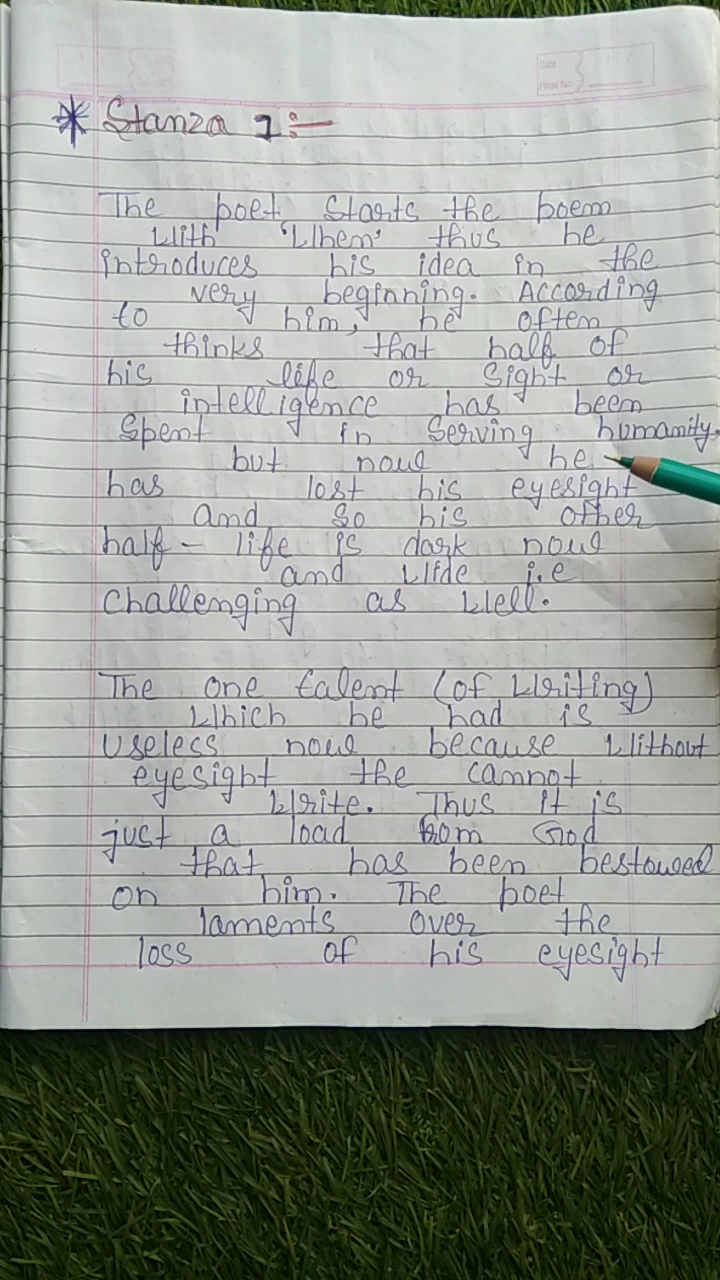 * Stanza 1 :-
The poet starts the poem
with 'When' thus he
introduces his idea in the
very beginning. According
to him, he often
thinks that half of
his life or sight or
intelligence has been
spent in serving humanity,
but now he
has lost his eyesight
and so his other
half - life is dark now
and wide i.e
challenging as well.
The one talent (of writing)
which he had is
useless now because without
eyesight the cannot
write. Thus it is
just a load from God
that has been bestowed
on him. The poet
laments over the
loss of his eyesight